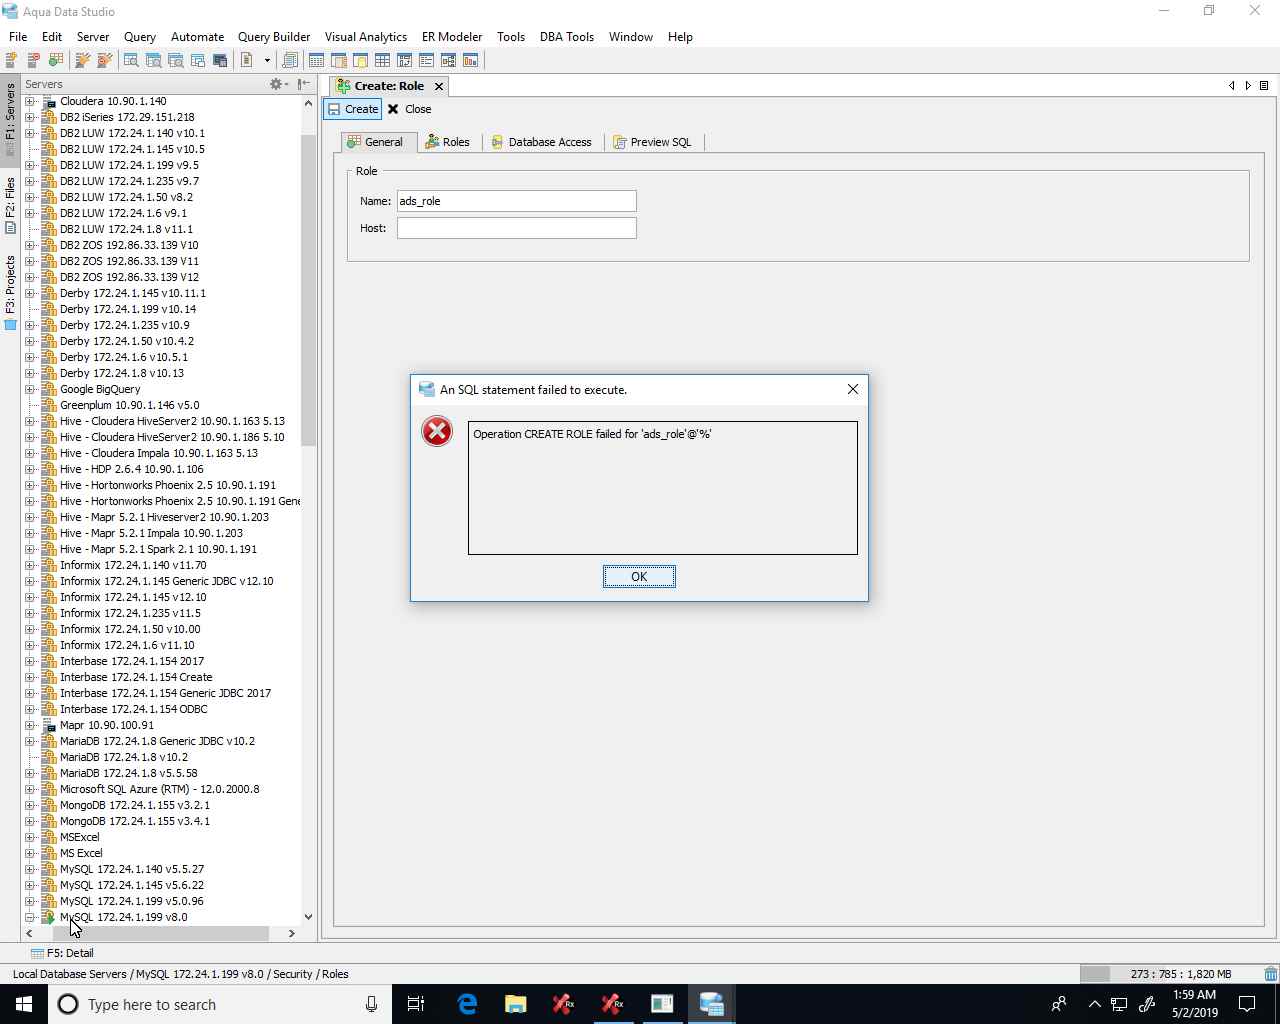 Aqua Data Studio
File Edit Server Query Automate Query Builder Visual Analytics ER Modeler Tools DBA Tools Window Help
F1: Servers
F2: Files
F3: Projects
Servers
Cloudera 10.90.1.140
DB2 iSeries 172.29.151.218
DB2 LUW 172.24.1.140 v10.1
DB2 LUW 172.24.1.145 v10.5
DB2 LUW 172.24.1.199 v9.5
DB2 LUW 172.24.1.235 v9.7
DB2 LUW 172.24.1.50 v8.2
DB2 LUW 172.24.1.6 v9.1
DB2 LUW 172.24.1.8 v11.1
DB2 ZOS 192.86.33.139 V10
DB2 ZOS 192.86.33.139 V11
DB2 ZOS 192.86.33.139 V12
Derby 172.24.1.145 v10.11.1
Derby 172.24.1.199 v10.14
Derby 172.24.1.235 v10.9
Derby 172.24.1.50 v10.4.2
Derby 172.24.1.6 v10.5.1
Derby 172.24.1.8 v10.13
Google BigQuery
Greenplum 10.90.1.146 v5.0
Hive - Cloudera HiveServer2 10.90.1.163 5.13
Hive - Cloudera HiveServer2 10.90.1.186 5.10
Hive - Cloudera Impala 10.90.1.163 5.13
Hive - HDP 2.6.4 10.90.1.106
Hive - Hortonworks Phoenix 2.5 10.90.1.191
Hive - Hortonworks Phoenix 2.5 10.90.1.191 Gene
Hive - Mapr 5.2.1 Hiveserver2 10.90.1.203
Hive - Mapr 5.2.1 Impala 10.90.1.203
Hive - Mapr 5.2.1 Spark 2.1 10.90.1.191
Informix 172.24.1.140 v11.70
Informix 172.24.1.145 Generic JDBC v12.10
Informix 172.24.1.145 v12.10
Informix 172.24.1.235 v11.5
Informix 172.24.1.50 v10.00
Informix 172.24.1.6 v11.10
Interbase 172.24.1.154 2017
Interbase 172.24.1.154 Create
Interbase 172.24.1.154 Generic JDBC 2017
Interbase 172.24.1.154 ODBC
Mapr 10.90.100.91
MariaDB 172.24.1.8 Generic JDBC v10.2
MariaDB 172.24.1.8 v10.2
MariaDB 172.24.1.8 v5.5.58
Microsoft SQL Azure (RTM) - 12.0.2000.8
MongoDB 172.24.1.155 v3.2.1
MongoDB 172.24.1.155 v3.4.1
MSExcel
MS Excel
MySQL 172.24.1.140 v5.5.27
MySQL 172.24.1.145 v5.6.22
MySQL 172.24.1.199 v5.0.96
MySQL 172.24.1.199 v8.0
Create: Role
Create Close
General Roles Database Access Preview SQL
Role
Name: ads_role
Host:
An SQL statement failed to execute.
Operation CREATE ROLE failed for 'ads_role'@'%'
OK
F5: Detail
Local Database Servers / MySQL 172.24.1.199 v8.0 / Security / Roles
273 : 785 : 1,820 MB
Type here to search
Rx
Rx
1:59 AM
5/2/2019